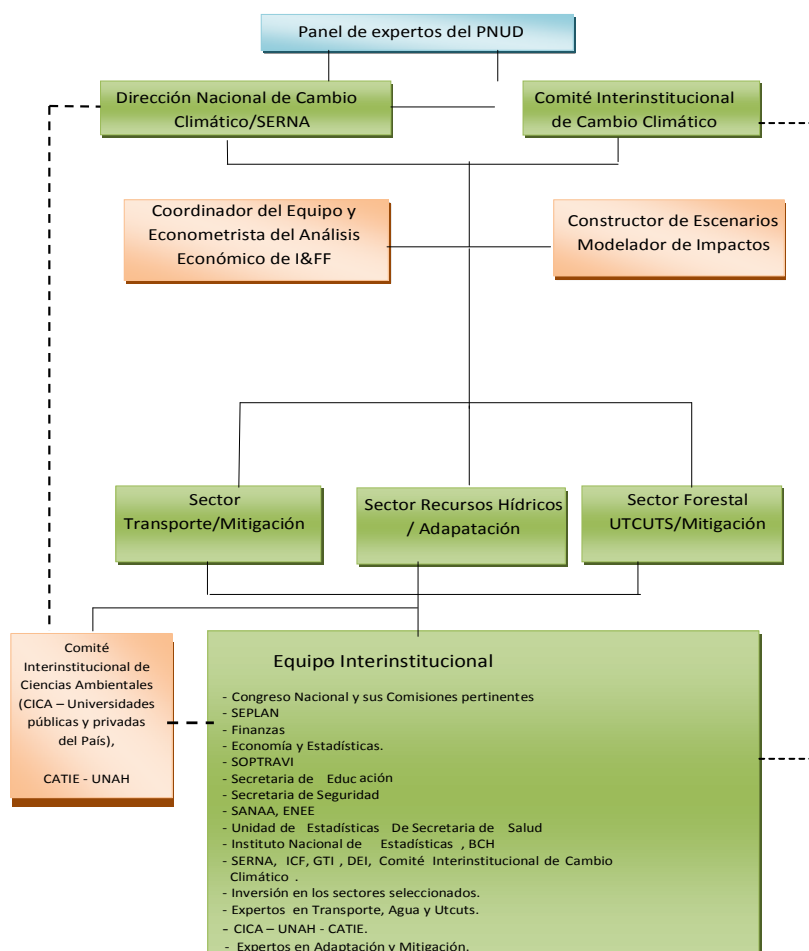 Panel de expertos del PNUD
Dirección Nacional de Cambio
Climático/SERNA
Comité Interinstitucional
de Cambio Climático
Coordinador del Equipo y
Econometrista del Análisis
Económico de I&FF
Constructor de Escenarios
Modelador de Impactos
Sector
Transporte/Mitigación
Sector Recursos Hídricos
/ Adapatación
Sector Forestal
UTCUTS/Mitigación
Comité
Interinstitucional de
Ciencias Ambientales
(CICA – Universidades
públicas y privadas
del País),
CATIE - UNAH
Equipo Interinstitucional
- Congreso Nacional y sus Comisiones pertinentes
- SEPLAN
- Finanzas
- Economía y Estadísticas.
- SOPTRAVI
- Secretaria de Educación
- Secretaria de Seguridad
- SANAA, ENEE
- Unidad de Estadísticas De Secretaria de Salud
- Instituto Nacional de Estadísticas , BCH
- SERNA, ICF, GTI , DEI, Comité Interinstitucional de Cambio
Climático .
- Inversión en los sectores seleccionados.
- Expertos en Transporte, Agua y Utcuts.
- CICA – UNAH - CATIE.
- Expertos en Adaptación y Mitigación.